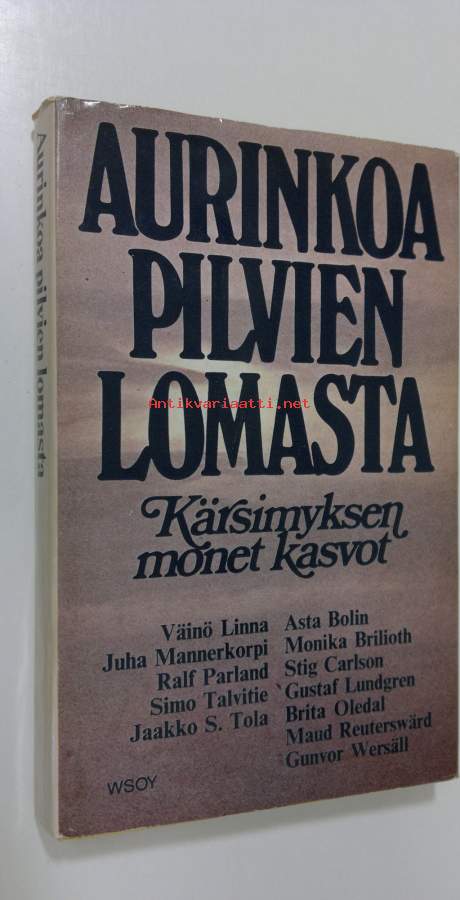 Aurinkoa pilvien lomasta
AURINKOA
PILVIEN
LOMASTA
Antikvariaatti.net
Kärsimyksen
monet kasvot
Väinö Linna
Juha Mannerkorpi
Ralf Parland
Simo Talvitie
Jaakko S. Tola
Asta Bolin
Monika Brilioth
Stig Carlson
Gustaf Lundgren
Brita Oledal
Maud Reuterswärd
Gunvor Wersäll
WSOY